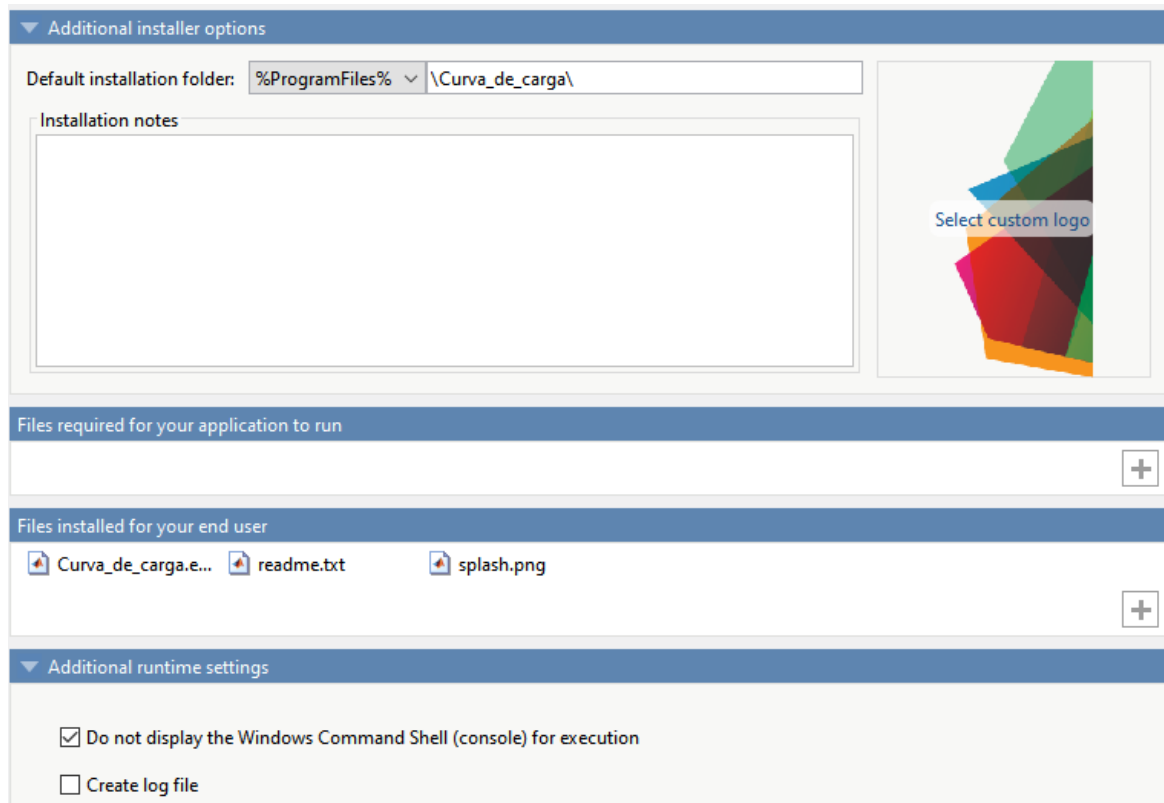 Additional installer options
Default installation folder: %ProgramFiles% \Curva_de_carga\
Installation notes
Select custom logo
Files required for your application to run
Files installed for your end user
Curva_de_carga.e... readme.txt splash.png
Additional runtime settings
Do not display the Windows Command Shell (console) for execution
Create log file